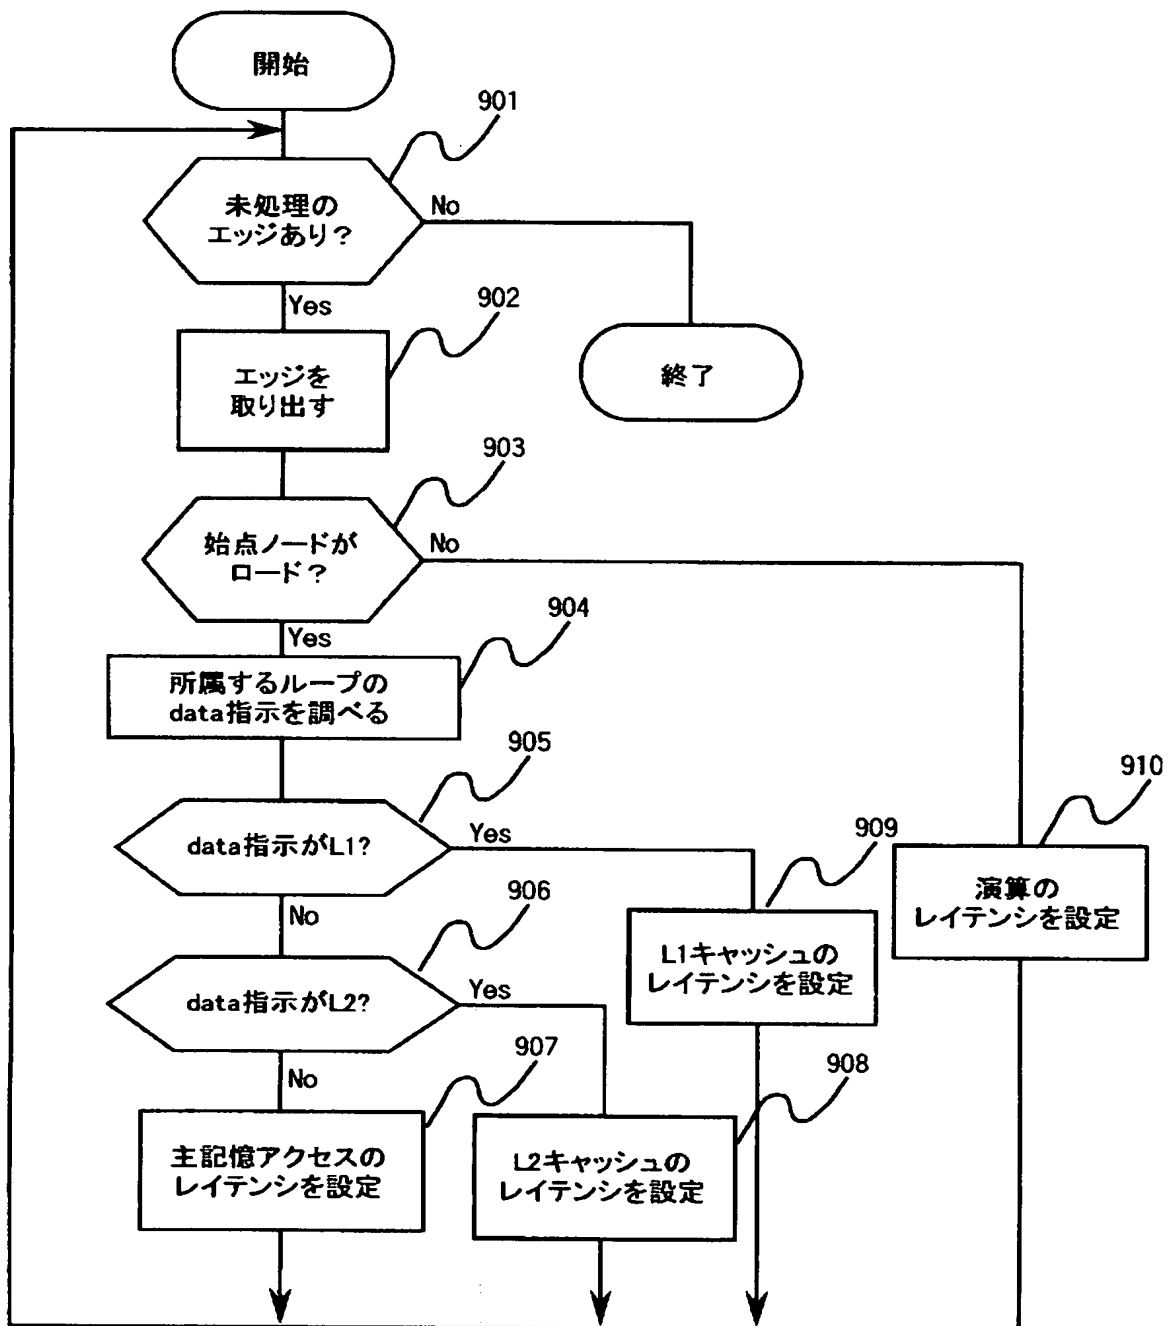 開始
901
未処理の
エッジあり？
No
Yes
902
エッジを
取り出す
終了
903
始点ノードが
ロード？
No
Yes
904
所属するループの
data指示を調べる
905
data指示がL1?
Yes
No
906
data指示がL2?
Yes
No
907
主記憶アクセスの
レイテンシを設定
908
L2キャッシュの
レイテンシを設定
909
L1キャッシュの
レイテンシを設定
910
演算の
レイテンシを設定